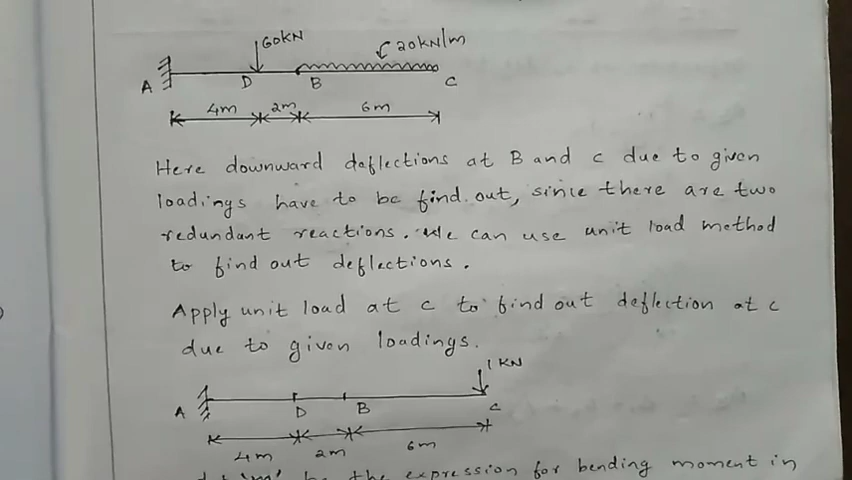 60KN
20KN/m
A
D
B
C
4m
2m
6m
Here downward deflections at B and c due to given
loadings have to be find out, since there are two
redundant reactions. We can use unit load method
to find out deflections.
Apply unit load at c to find out deflection at c
due to given loadings.
1 KN
A
D
B
C
4m
2m
6m
be the expression for bending moment in